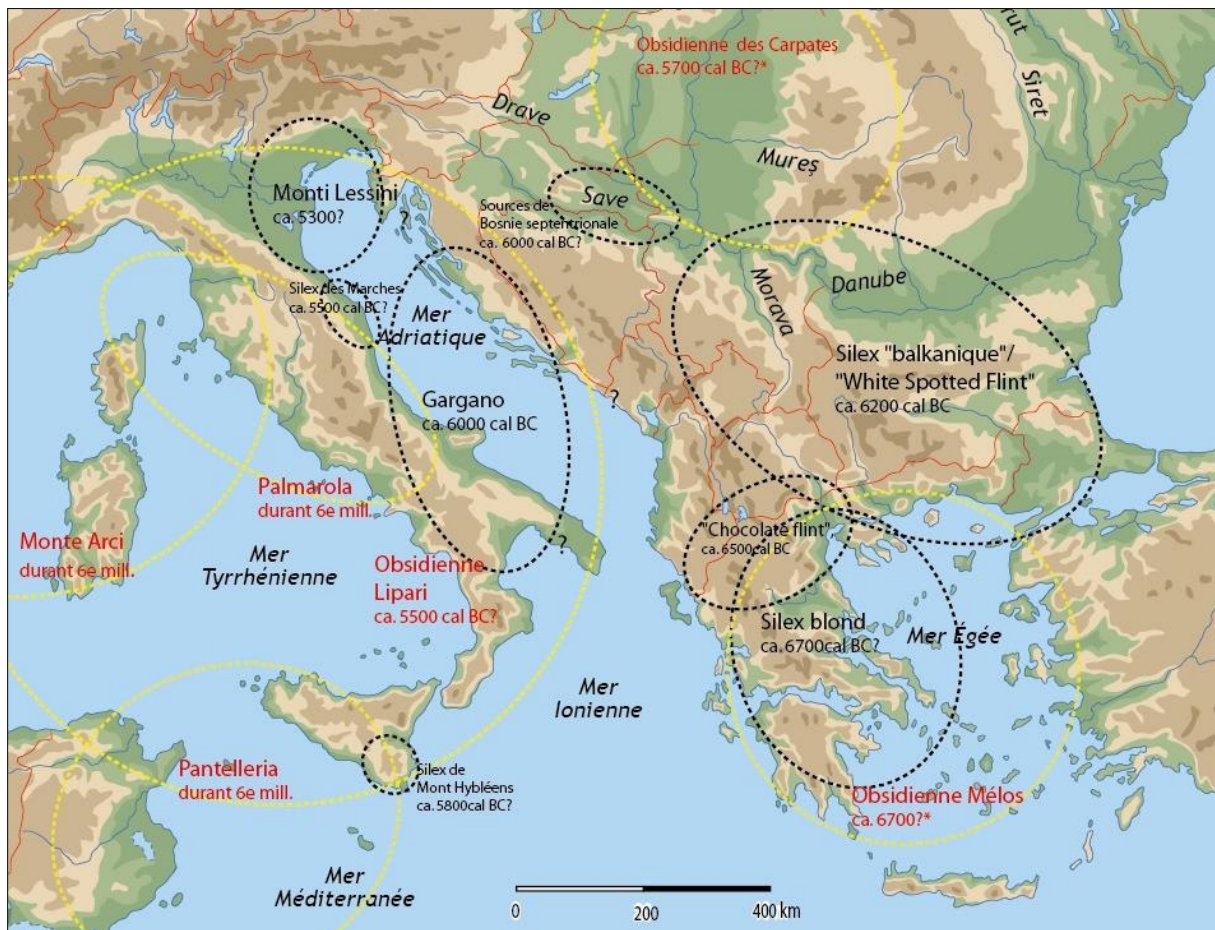 Obsidienne des Carpates
ca. 5700 cal BC?*
Siret
Drave
Mureş
Monti Lessini
ca. 5300?
Save
?
Sources de
Bosnie septentrionale
ca. 6000 cal BC?
Silex des Marches
ca. 5500 cal BC?
Mer
Adriatique
Morava
Danube
Silex "balkanique"/
"White Spotted Flint"
ca. 6200 cal BC
Gargano
ca. 6000 cal BC
?
Palmarola
durant 6e mill.
Monte Arci
durant 6e mill.
Mer
Tyrrhénienne
Obsidienne
Lipari
ca. 5500 cal BC?
?
"Chocolate flint",
ca. 6500cal BC
Silex blond
ca. 6700cal BC?
Mer Egée
Mer
Ionienne
Pantelleria
durant 6e mill.
Silex de
Mont Hybléens
ca. 5800cal BC?
Obsidienne Mélos
ca. 6700?*
Mer
Méditerranée
0
200
400 km